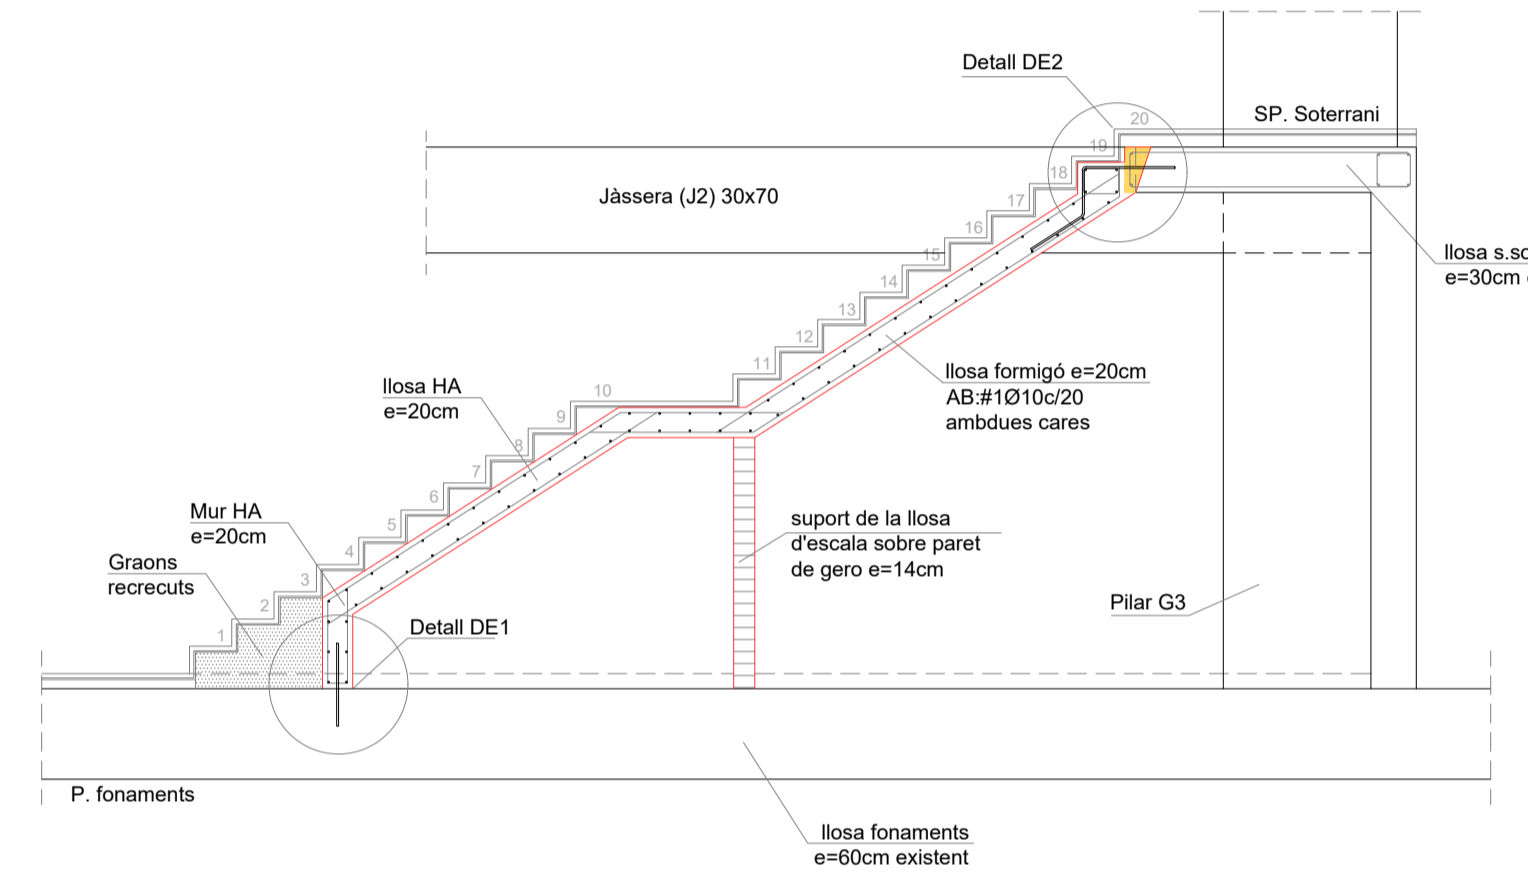 Detall DE2
20
SP. Soterrani
19
18
Jàssera (J2) 30x70
17
16
15
llosa s.so
e=30cm
14
13
12
11
llosa formigó e=20cm
AB:#1Ø10c/20
ambdues cares
llosa HA
e=20cm
10
9
8
7
6
Mur HA
e=20cm
5
suport de la llosa
d'escala sobre paret
de gero e=14cm
4
Graons
recrecuts
3
2
1
Pilar G3
Detall DE1
P. fonaments
llosa fonaments
e=60cm existent